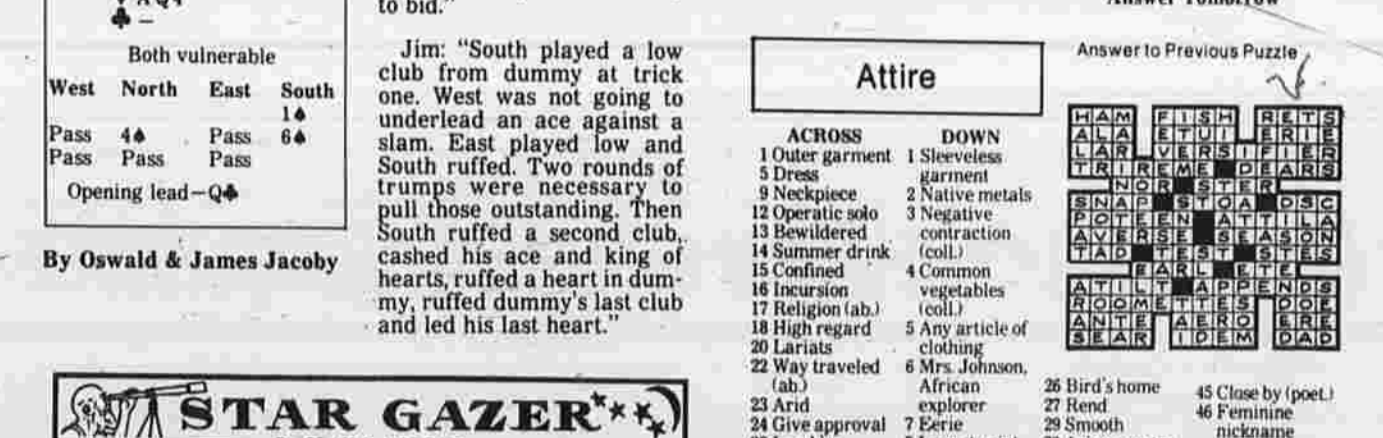 ♣ —
Both vulnerable
West North East South
1♠
Pass 4♠ Pass 6♠
Pass Pass Pass
Opening lead—Q♣
By Oswald & James Jacoby
to bid."
Jim: "South played a low
club from dummy at trick
one. West was not going to
underlead an ace against a
slam. East played low and
South ruffed. Two rounds of
trumps were necessary to
pull those outstanding. Then
South ruffed a second club,
cashed his ace and king of
hearts, ruffed a heart in dum-
my, ruffed dummy's last club
and led his last heart."
STAR GAZER
Answer Tomorrow
Attire
ACROSS
1 Outer garment
5 Dress
9 Neckpiece
12 Operatic solo
13 Bewildered
14 Summer drink
15 Confined
16 Incursion
17 Religion (ab.)
18 High regard
20 Lariats
22 Way traveled
(ab.)
23 Arid
24 Give approval
DOWN
1 Sleeveless
garment
2 Native metals
3 Negative
contraction
(coll.)
4 Common
vegetables
(coll.)
5 Any article of
clothing
6 Mrs. Johnson,
African
explorer
7 Eerie
Answer to Previous Puzzle
HAM FISH RETS
ALA ETUI ERIE
LAR VERSIFIER
TRIREME DEARS
NOR STER
SNAP STOA DSC
POTEEN ATTILA
AVERSE SEASON
TAD TEST STES
EARL ETE
ATILT APPENDS
ROOMETTES DOE
ANTE AERO ERE
SEAR IDEM DAD
26 Bird's home
27 Rend
29 Smooth
45 Close by (poet.)
46 Feminine
nickname